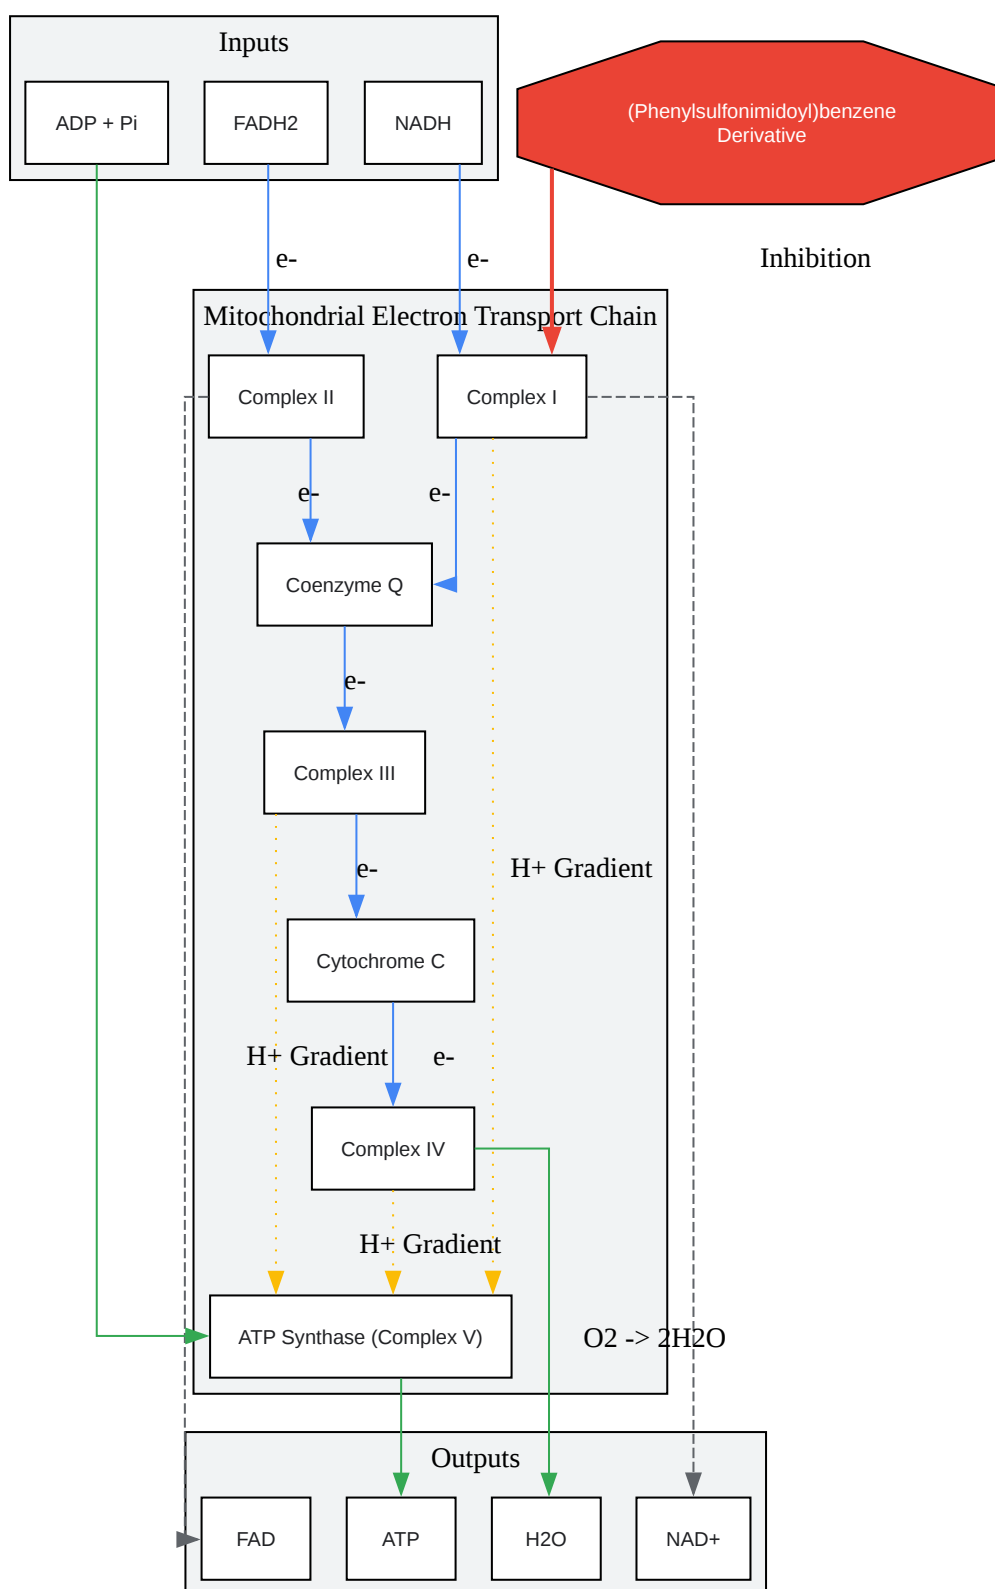 Inputs
ADP + Pi
FADH2
NADH
(Phenylsulfonimidoyl)benzene
Derivative
e-
e-
Inhibition
Mitochondrial Electron Transport Chain
Complex II
Complex I
e-
e-
Coenzyme Q
e-
Complex III
e-
H+ Gradient
Cytochrome C
H+ Gradient
e-
Complex IV
H+ Gradient
ATP Synthase (Complex V)
O2 -> 2H2O
Outputs
FAD
ATP
H2O
NAD+